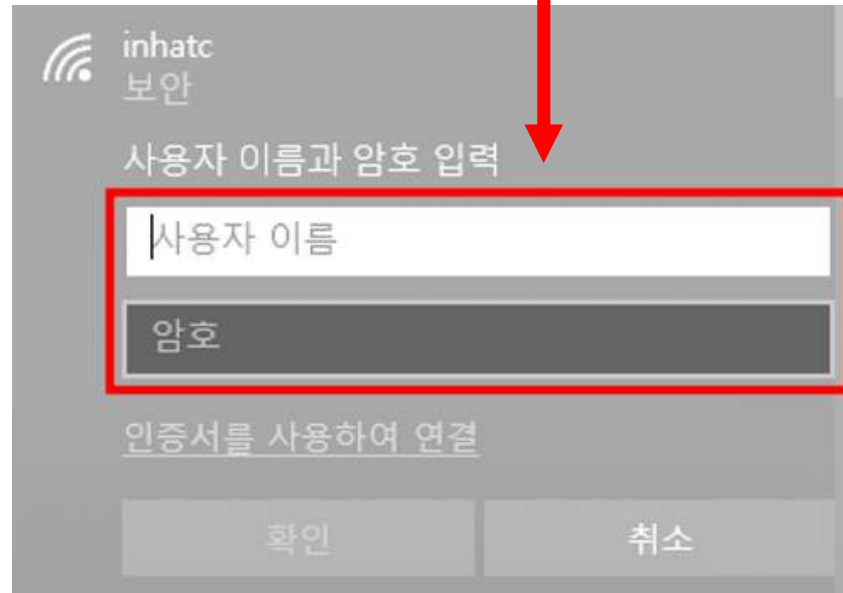 inhatc
보안
사용자 이름과 암호 입력
사용자 이름
암호
인증서를 사용하여 연결
확인
취소